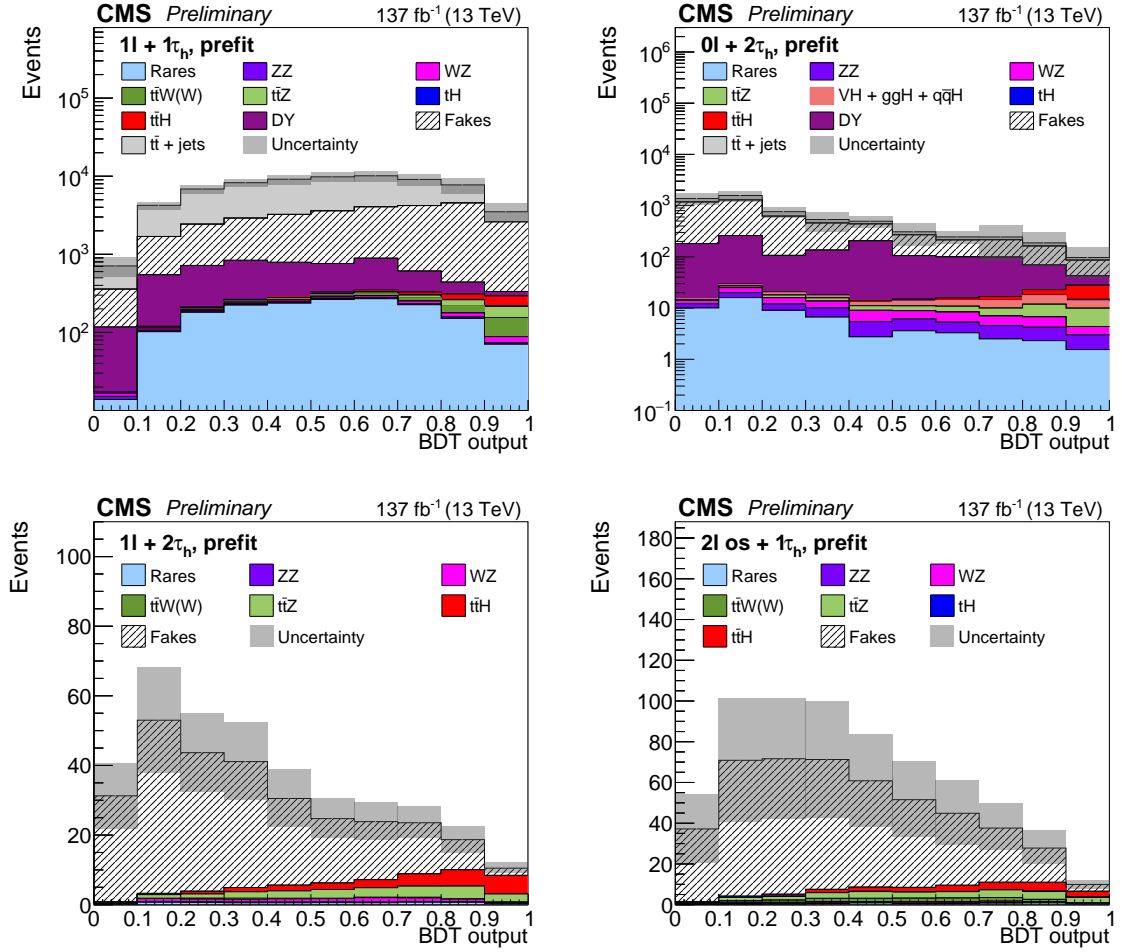 CMS Preliminary 137 fb⁻¹ (13 TeV)
1l + 1τh, prefit
Rares ZZ WZ
tt̄W(W) tt̄Z tH
tt̄H DY Fakes
tt̄ + jets Uncertainty
Events
10⁵
10⁴
10³
10²
0 0.1 0.2 0.3 0.4 0.5 0.6 0.7 0.8 0.9 1
BDT output
CMS Preliminary 137 fb⁻¹ (13 TeV)
0l + 2τh, prefit
Rares ZZ WZ
tt̄Z VH + ggH + qq̄H tH
tt̄H DY Fakes
tt̄ + jets Uncertainty
Events
10⁶
10⁵
10⁴
10³
10²
10
1
10⁻¹
0 0.1 0.2 0.3 0.4 0.5 0.6 0.7 0.8 0.9 1
BDT output
CMS Preliminary 137 fb⁻¹ (13 TeV)
1l + 2τh, prefit
Rares ZZ WZ
tt̄W(W) tt̄Z tt̄H
Fakes Uncertainty
Events
100
80
60
40
20
0
0 0.1 0.2 0.3 0.4 0.5 0.6 0.7 0.8 0.9 1
BDT output
CMS Preliminary 137 fb⁻¹ (13 TeV)
2l os + 1τh, prefit
Rares ZZ WZ
tt̄W(W) tt̄Z tH
tt̄H Fakes Uncertainty
Events
180
160
140
120
100
80
60
40
20
0
0 0.1 0.2 0.3 0.4 0.5 0.6 0.7 0.8 0.9 1
BDT output